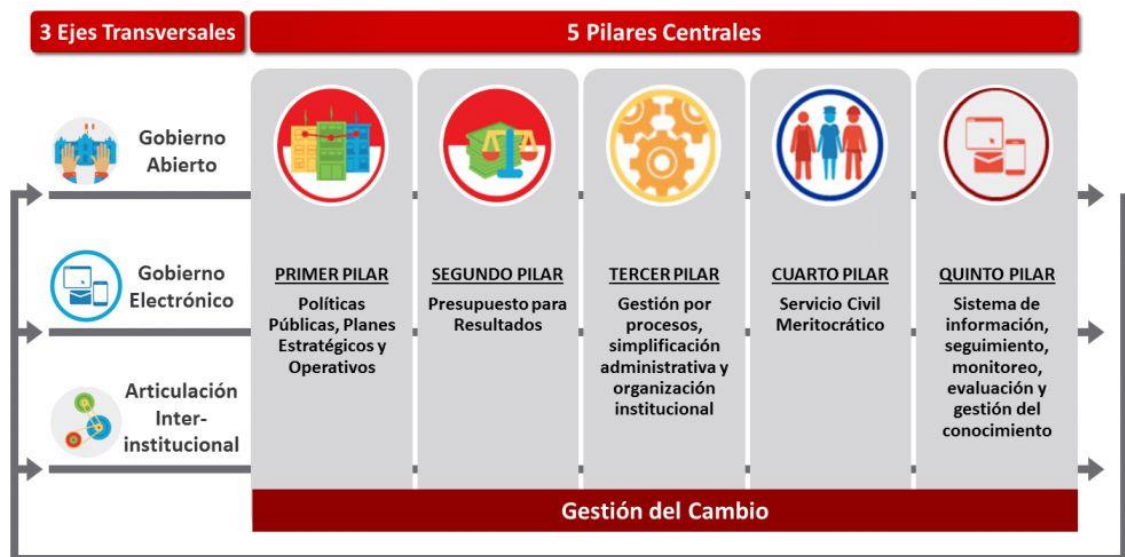 3 Ejes Transversales
5 Pilares Centrales
Gobierno
Abierto
Gobierno
Electrónico
Articulación
Inter-
institucional
PRIMER PILAR
Políticas
Públicas, Planes
Estratégicos y
Operativos
SEGUNDO PILAR
Presupuesto para
Resultados
TERCER PILAR
Gestión por
procesos,
simplificación
administrativa y
organización
institucional
CUARTO PILAR
Servicio Civil
Meritocrático
QUINTO PILAR
Sistema de
información,
seguimiento,
monitoreo,
evaluación y
gestión del
conocimiento
Gestión del Cambio